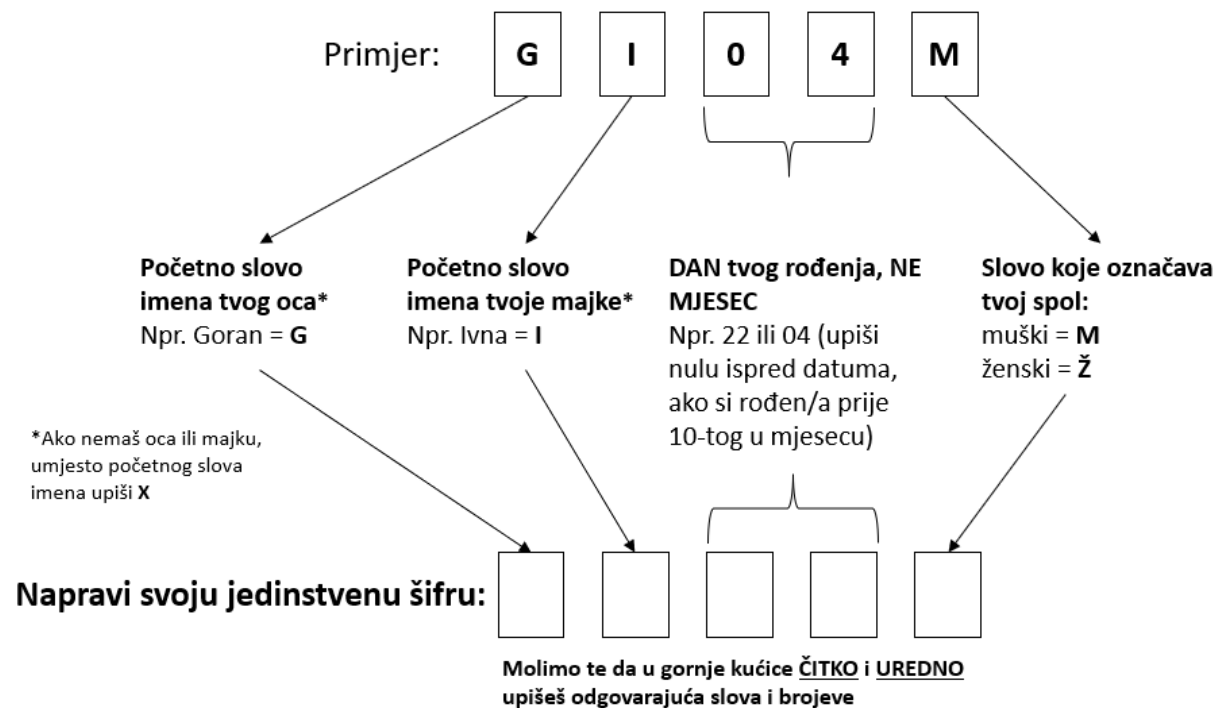 Primjer: G I 0 4 M
Početno slovo
imena tvog oca*
Npr. Goran = G
Početno slovo
imena tvoje majke*
Npr. Ivna = I
DAN tvog rođenja, NE
MJESEC
Npr. 22 ili 04 (upiši
nulu ispred datuma,
ako si rođen/a prije
10-tog u mjesecu)
Slovo koje označava
tvoj spol:
muški = M
ženski = Ž
*Ako nemaš oca ili majku,
umjesto početnog slova
imena upiši X
Napravi svoju jedinstvenu šifru:
Molimo te da u gornje kućice ČITKO i UREDNO
upišeš odgovarajuća slova i brojeve